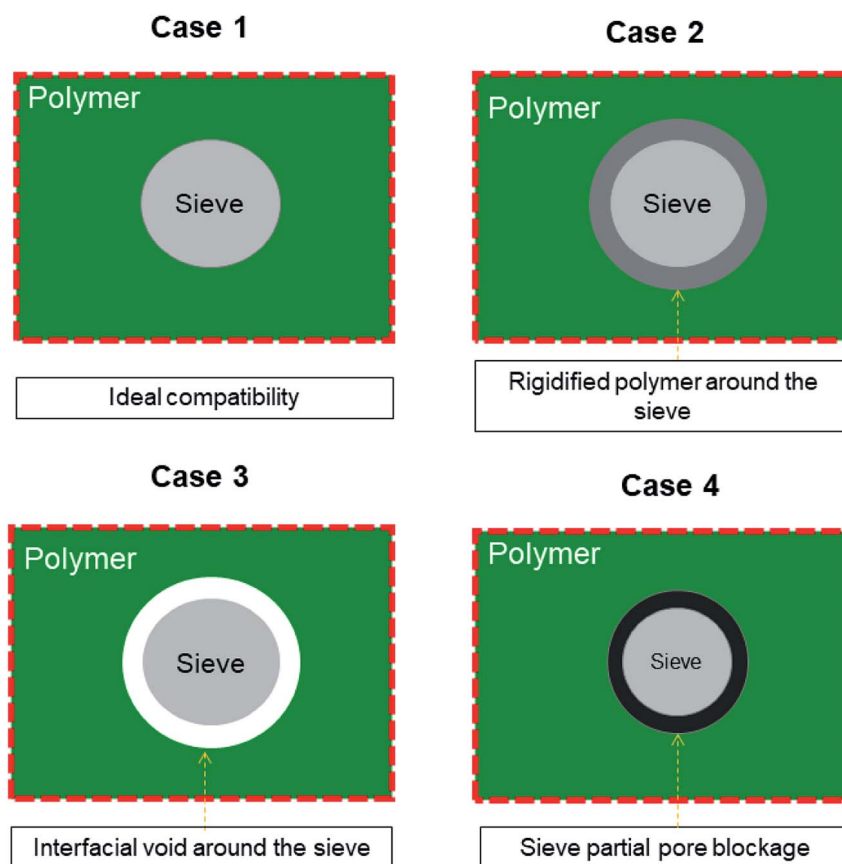 Case 1
Case 2
Polymer
Sieve
Ideal compatibility
Polymer
Sieve
Rigidified polymer around the
sieve
Case 3
Case 4
Polymer
Sieve
Interfacial void around the sieve
Polymer
Sieve
Sieve partial pore blockage